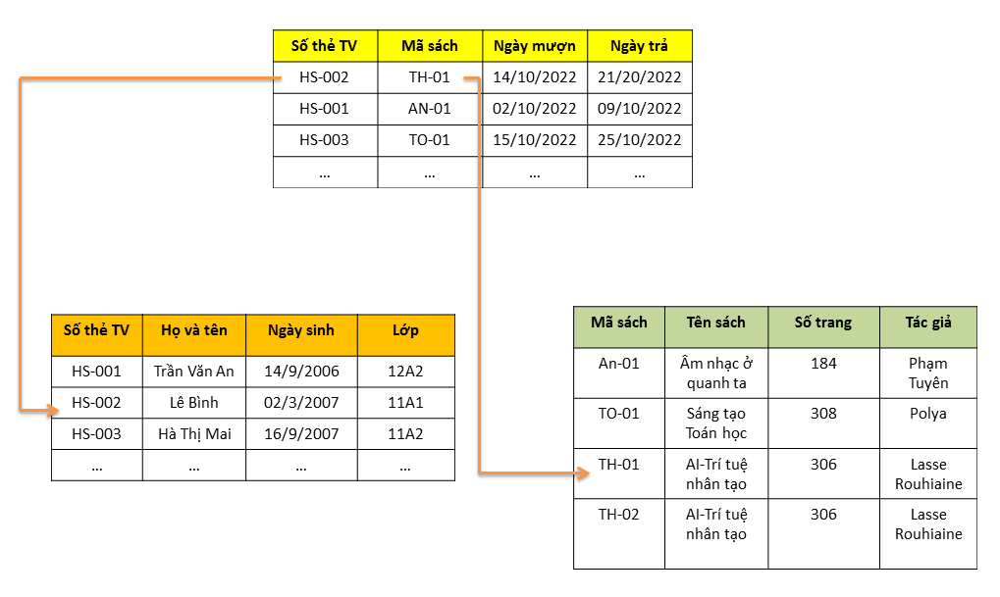 Số thẻ TV Mã sách Ngày mượn Ngày trả
HS-002 TH-01 14/10/2022 21/20/2022
HS-001 AN-01 02/10/2022 09/10/2022
HS-003 TO-01 15/10/2022 25/10/2022
... ... ... ...
Số thẻ TV Họ và tên Ngày sinh Lớp
HS-001 Trần Văn An 14/9/2006 12A2
HS-002 Lê Bình 02/3/2007 11A1
HS-003 Hà Thị Mai 16/9/2007 11A2
... ... ... ...
Mã sách Tên sách Số trang Tác giả
An-01 Âm nhạc ở 184 Phạm
quanh ta Tuyên
TO-01 Sáng tạo 308 Polya
Toán học
TH-01 AI-Trí tuệ 306 Lasse
nhân tạo Rouhiaine
TH-02 AI-Trí tuệ 306 Lasse
nhân tạo Rouhiaine